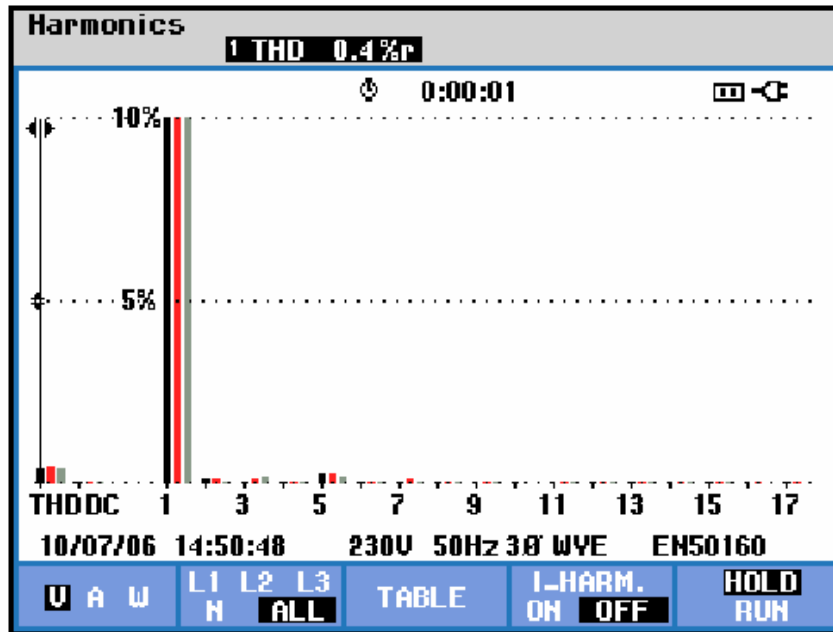 Harmonics
1 THD 0.4%r
0:00:01
10%
5%
THD DC 1 3 5 7 9 11 13 15 17
10/07/06 14:50:48 230V 50Hz 3Ø WYE EN50160
V A W
L1 L2 L3
N ALL
TABLE
I-HARM.
ON OFF
HOLD
RUN